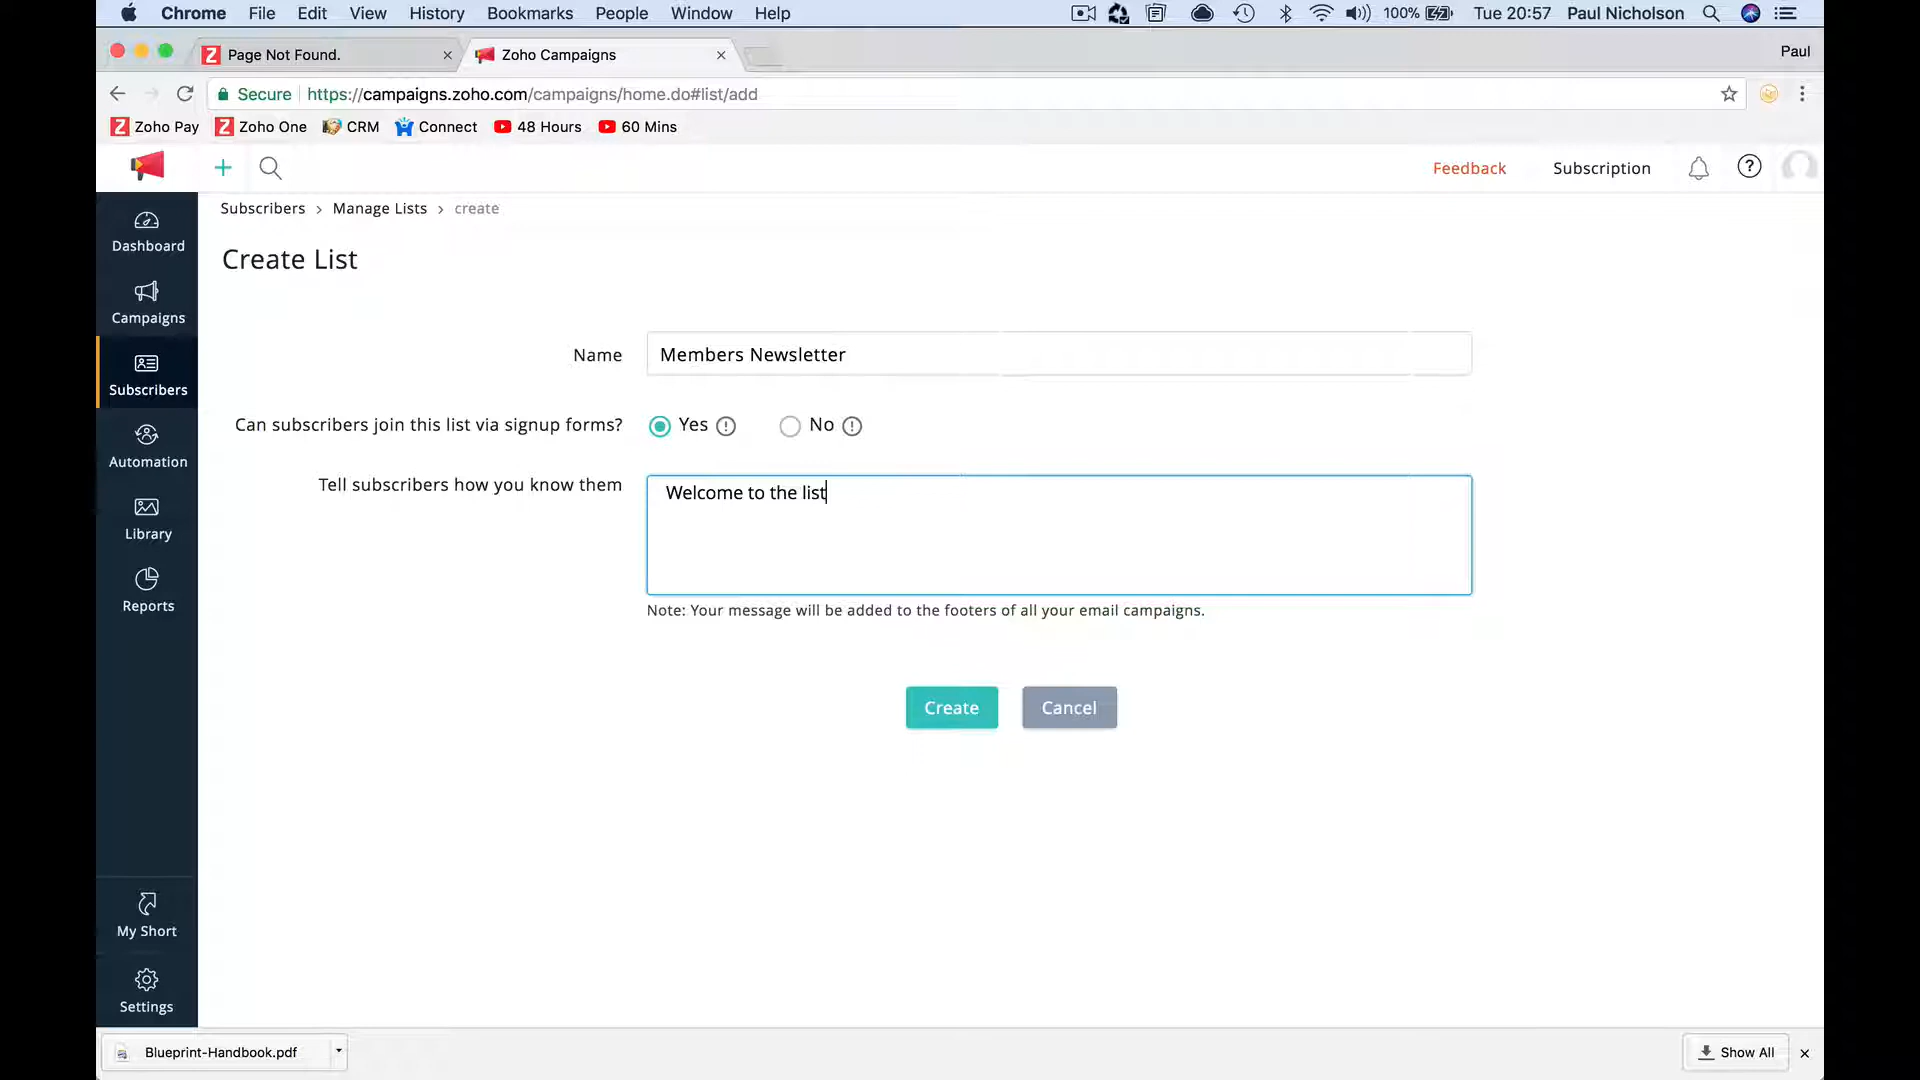 Chrome File Edit View History Bookmarks People Window Help 100% Tue 20:57 Paul Nicholson
Page Not Found. Zoho Campaigns Paul
Secure https://campaigns.zoho.com/campaigns/home.do#list/add
Zoho Pay Zoho One CRM Connect 48 Hours 60 Mins
Feedback Subscription
Subscribers > Manage Lists > create
Dashboard
Create List
Campaigns
Name Members Newsletter
Subscribers
Can subscribers join this list via signup forms? Yes No
Automation
Tell subscribers how you know them Welcome to the list
Library
Note: Your message will be added to the footers of all your email campaigns.
Reports
Create Cancel
My Short
Settings
Blueprint-Handbook.pdf Show All